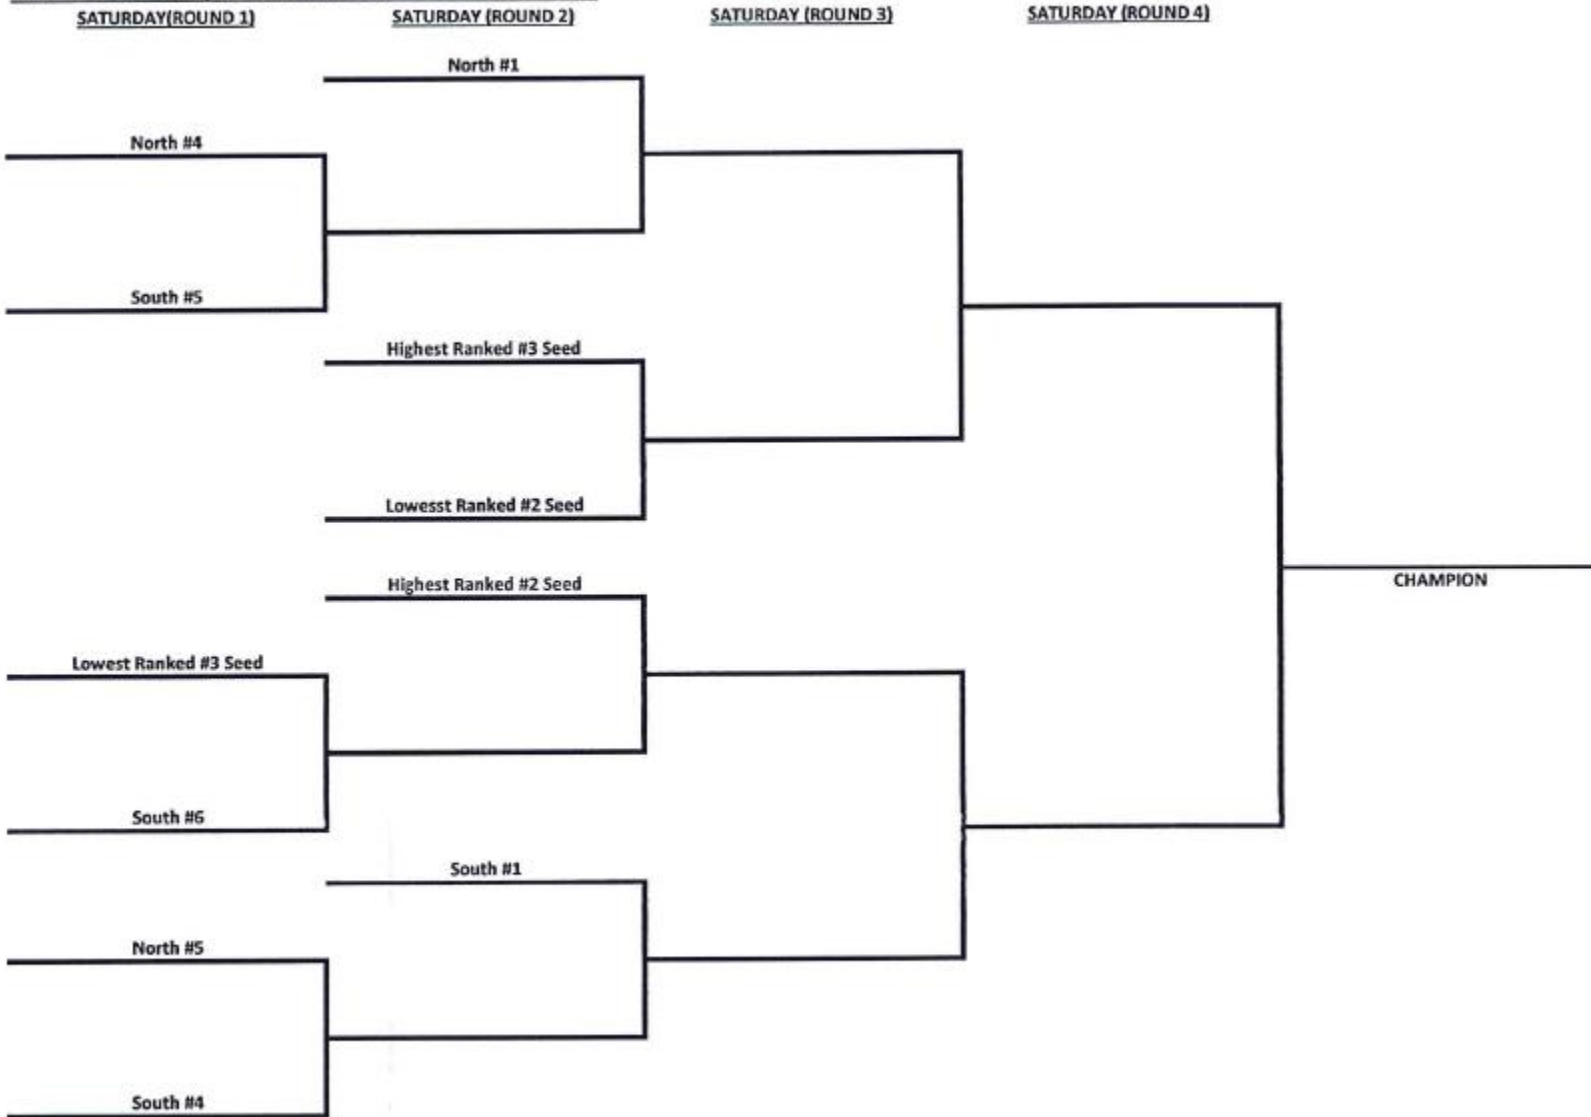 SATURDAY(ROUND 1) SATURDAY (ROUND 2) SATURDAY (ROUND 3) SATURDAY (ROUND 4)
North #1
North #4
South #5
Highest Ranked #3 Seed
Lowesst Ranked #2 Seed
Highest Ranked #2 Seed
CHAMPION
Lowest Ranked #3 Seed
South #6
South #1
North #5
South #4